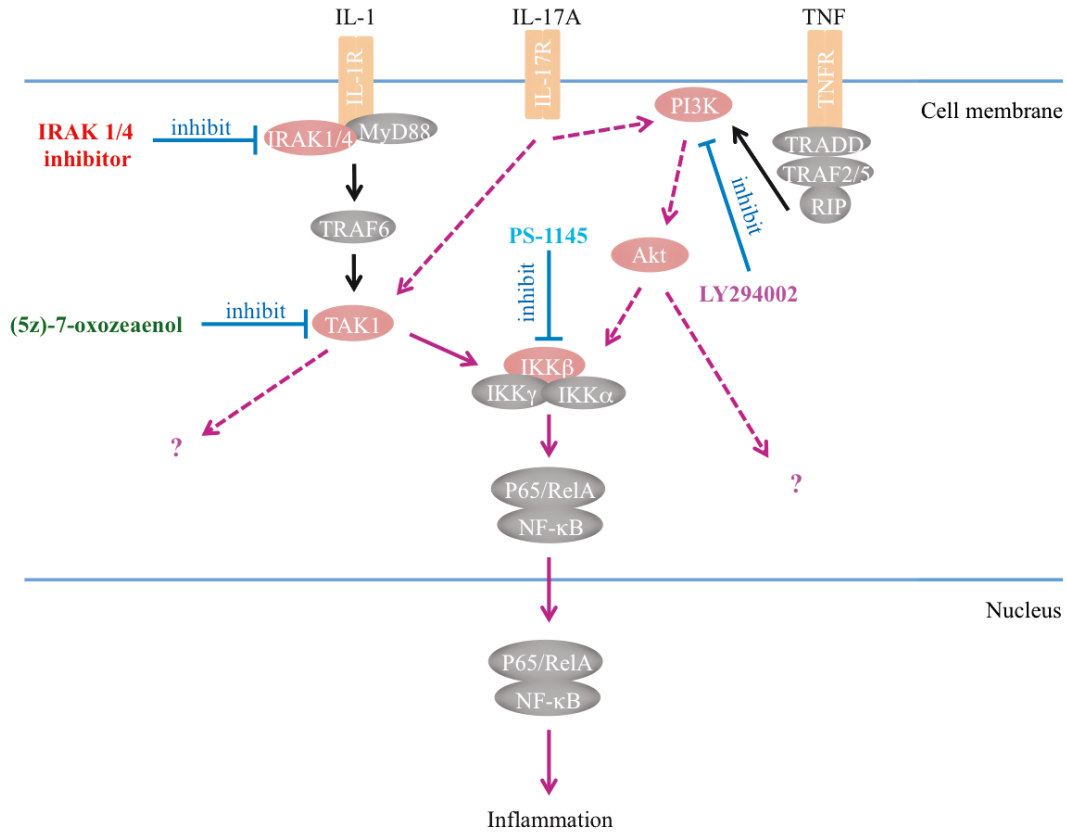 IL-1
IL-17A
TNF
IL-1R
IL-17R
TNFR
PI3K
Cell membrane
IRAK 1/4
inhibitor
inhibit
IRAK1/4
MyD88
TRADD
TRAF2/5
RIP
inhibit
TRAF6
PS-1145
Akt
LY294002
inhibit
(5z)-7-oxozeaenol
inhibit
TAK1
IKKβ
IKKγ
IKKα
?
?
P65/RelA
NF-κB
Nucleus
P65/RelA
NF-κB
Inflammation